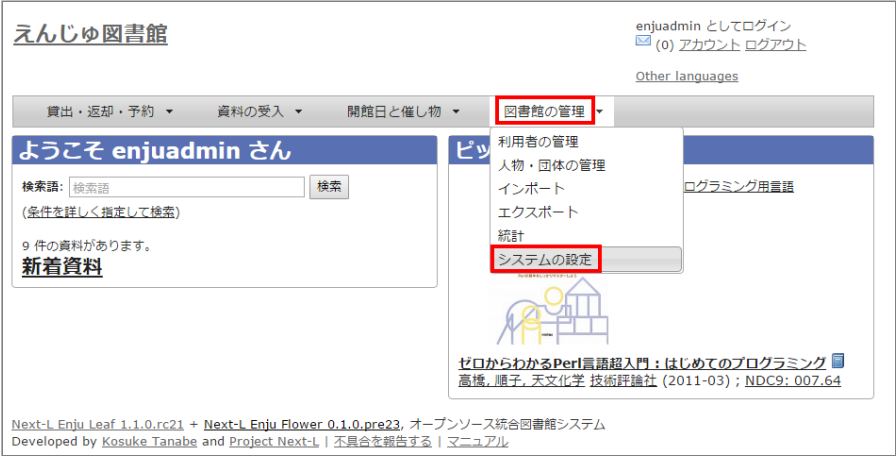 えんじゅ図書館
enjuadmin としてログイン
(0) アカウント ログアウト
Other languages
貸出・返却・予約 ▼ 資料の受入 ▼ 開館日と催し物 ▼ 図書館の管理 ▼
ようこそ enjuadmin さん
検索語: 検索語 検索
(条件を詳しく指定して検索)
9 件の資料があります。
新着資料
ピッ
利用者の管理
人物・団体の管理
インポート
エクスポート
統計
システムの設定
ログラミング用言語
ゼロからわかるPerl言語超入門 : はじめてのプログラミング
高橋, 順子, 天文化学 技術評論社 (2011-03) ; NDC9: 007.64
Next-L Enju Leaf 1.1.0.rc21 + Next-L Enju Flower 0.1.0.pre23, オープンソース統合図書館システム
Developed by Kosuke Tanabe and Project Next-L | 不具合を報告する | マニュアル